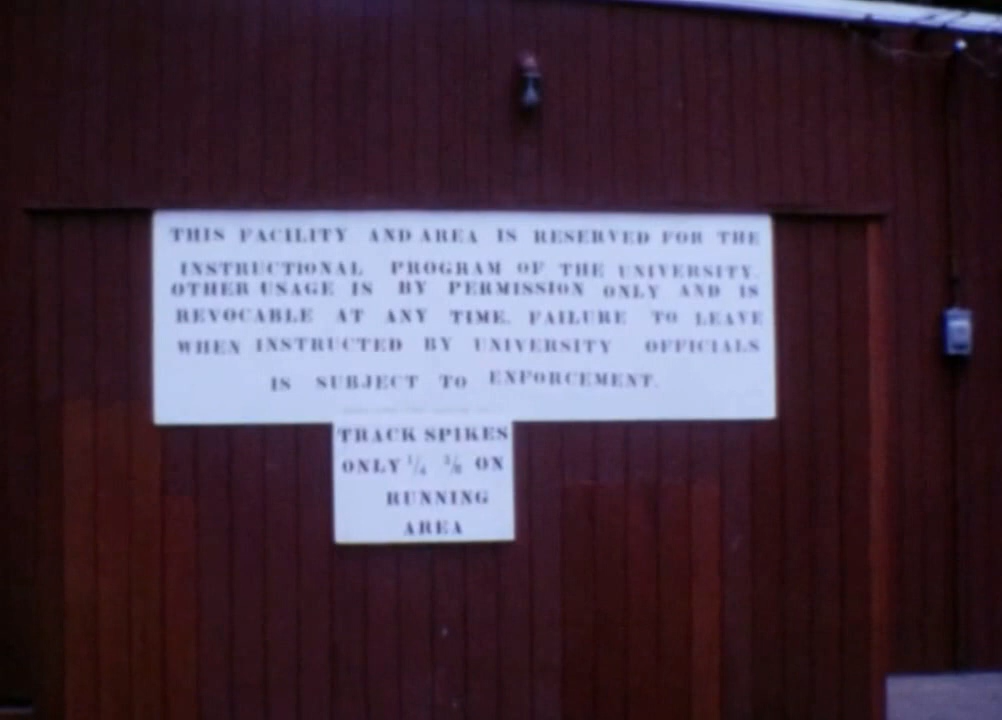 THIS FACILITY AND AREA IS RESERVED FOR THE
INSTRUCTIONAL PROGRAM OF THE UNIVERSITY.
OTHER USAGE IS BY PERMISSION ONLY AND IS
REVOCABLE AT ANY TIME. FAILURE TO LEAVE
WHEN INSTRUCTED BY UNIVERSITY OFFICIALS
IS SUBJECT TO ENFORCEMENT.
TRACK SPIKES
ONLY 1/4 3/8 ON
RUNNING
AREA